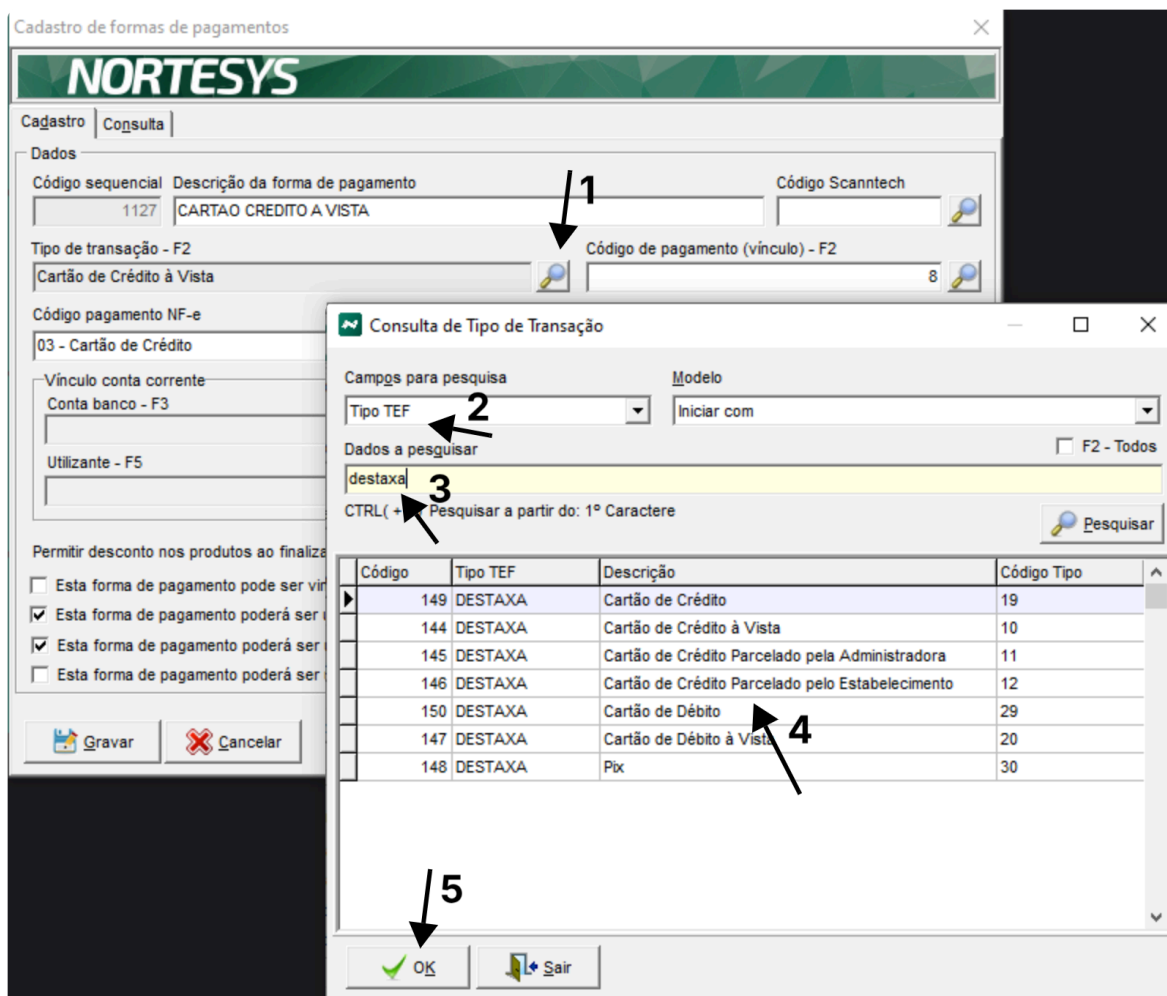 Cadastro de formas de pagamentos
NORTESYS
Cadastro Consulta
Dados
Código sequencial Descrição da forma de pagamento Código Scanntech
1127 CARTAO CREDITO A VISTA
1
Tipo de transação - F2 Código de pagamento (vínculo) - F2
Cartão de Crédito à Vista 8
Código pagamento NF-e
03 - Cartão de Crédito
Vínculo conta corrente
Conta banco - F3
Utilizante - F5
Permitir desconto nos produtos ao finaliza
Esta forma de pagamento pode ser vin
Esta forma de pagamento poderá ser
Esta forma de pagamento poderá ser
Esta forma de pagamento poderá ser
Gravar Cancelar
Consulta de Tipo de Transação
Campos para pesquisa Modelo
Tipo TEF 2 Iniciar com
Dados a pesquisar F2 - Todos
destaxa 3
CTRL( + Pesquisar a partir do: 1º Caractere
Pesquisar
Código Tipo TEF Descrição Código Tipo
149 DESTAXA Cartão de Crédito 19
144 DESTAXA Cartão de Crédito à Vista 10
145 DESTAXA Cartão de Crédito Parcelado pela Administradora 11
146 DESTAXA Cartão de Crédito Parcelado pelo Estabelecimento 12
150 DESTAXA Cartão de Débito 29
147 DESTAXA Cartão de Débito à Vista 20
4
148 DESTAXA Pix 30
5
OK Sair